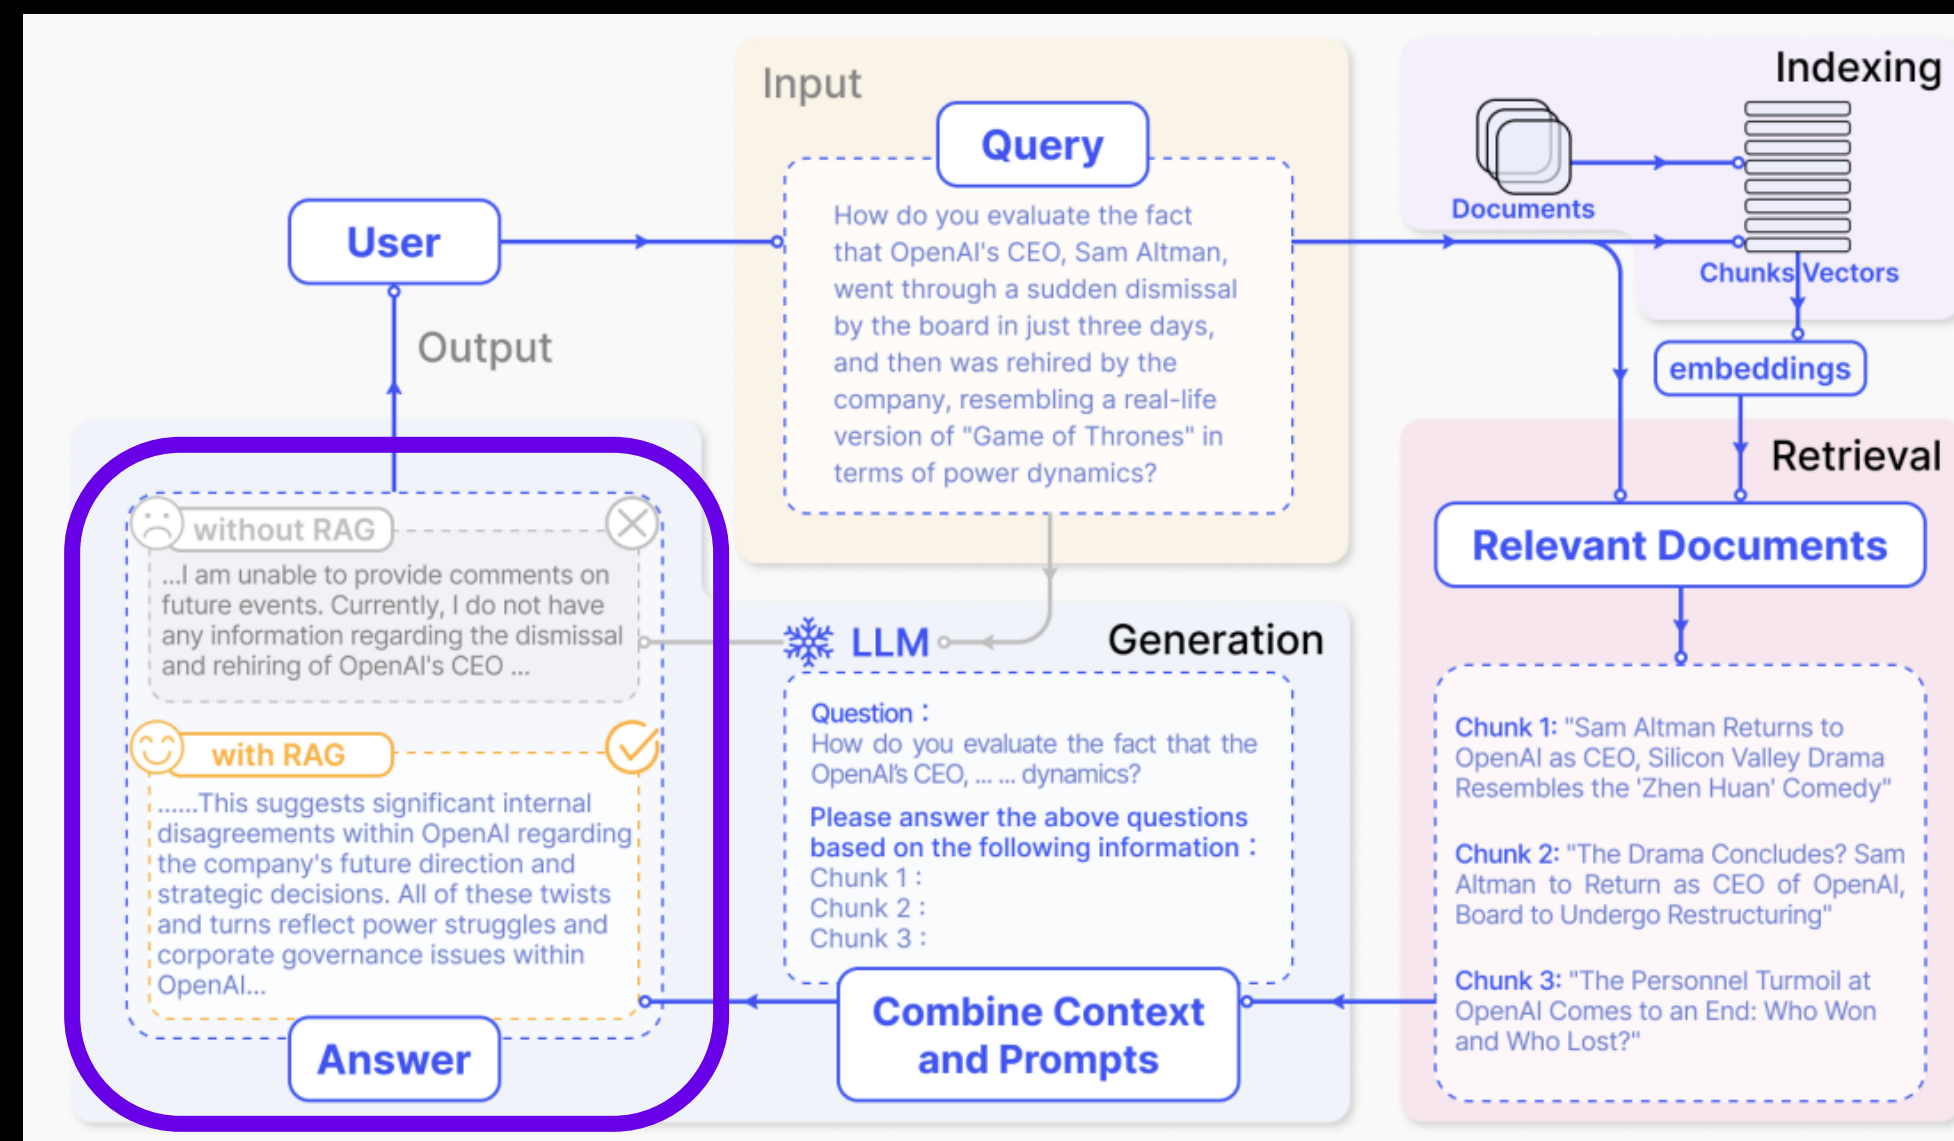 Input
Query
How do you evaluate the fact
that OpenAI's CEO, Sam Altman,
went through a sudden dismissal
by the board in just three days,
and then was rehired by the
company, resembling a real-life
version of "Game of Thrones" in
terms of power dynamics?
Indexing
Documents
Chunks Vectors
embeddings
User
Output
Retrieval
Relevant Documents
Chunk 1: "Sam Altman Returns to
OpenAI as CEO, Silicon Valley Drama
Resembles the 'Zhen Huan' Comedy"
Chunk 2: "The Drama Concludes? Sam
Altman to Return as CEO of OpenAI,
Board to Undergo Restructuring"
Chunk 3: "The Personnel Turmoil at
OpenAI Comes to an End: Who Won
and Who Lost?"
LLM
Generation
Question :
How do you evaluate the fact that the
OpenAI's CEO, ... ... dynamics?
Please answer the above questions
based on the following information :
Chunk 1 :
Chunk 2 :
Chunk 3 :
Combine Context
and Prompts
without RAG
...I am unable to provide comments on
future events. Currently, I do not have
any information regarding the dismissal
and rehiring of OpenAI's CEO ...
with RAG
......This suggests significant internal
disagreements within OpenAI regarding
the company's future direction and
strategic decisions. All of these twists
and turns reflect power struggles and
corporate governance issues within
OpenAI...
Answer